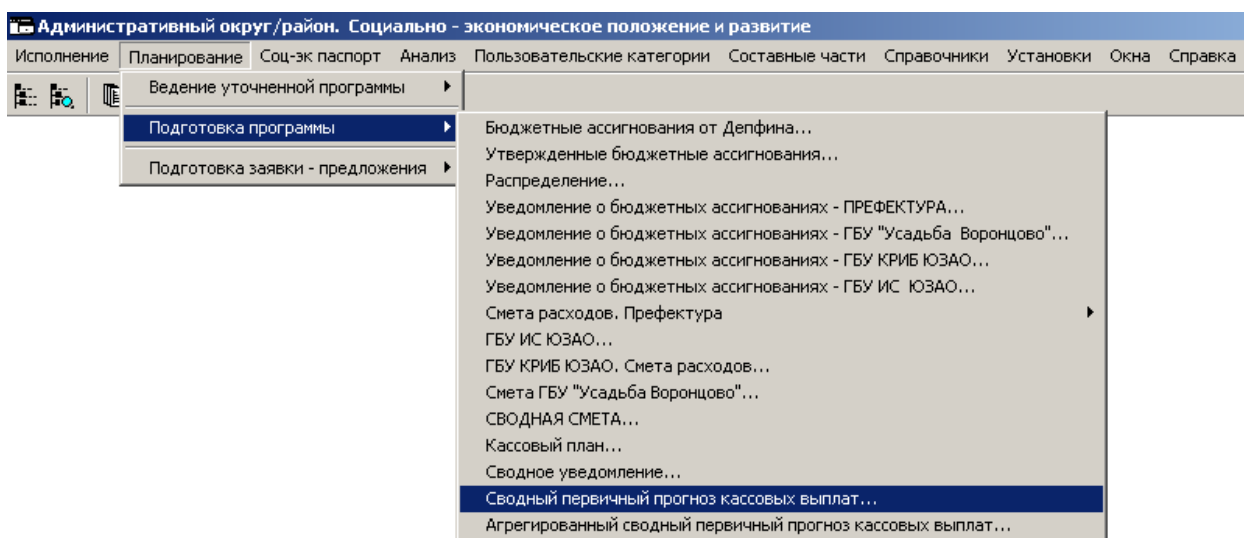 Административный округ/район. Социально - экономическое положение и развитие
Исполнение Планирование Соц-эк паспорт Анализ Пользовательские категории Составные части Справочники Установки Окна Справка
Ведение уточненной программы
Подготовка программы
Подготовка заявки - предложения
Бюджетные ассигнования от Депфина...
Утвержденные бюджетные ассигнования...
Распределение...
Уведомление о бюджетных ассигнованиях - ПРЕФЕКТУРА...
Уведомление о бюджетных ассигнованиях - ГБУ "Усадьба Воронцово"...
Уведомление о бюджетных ассигнованиях - ГБУ КРИБ ЮЗАО...
Уведомление о бюджетных ассигнованиях - ГБУ ИС ЮЗАО...
Смета расходов. Префектура
ГБУ ИС ЮЗАО...
ГБУ КРИБ ЮЗАО. Смета расходов...
Смета ГБУ "Усадьба Воронцово"...
СВОДНАЯ СМЕТА...
Кассовый план...
Сводное уведомление...
Сводный первичный прогноз кассовых выплат...
Агрегированный сводный первичный прогноз кассовых выплат...